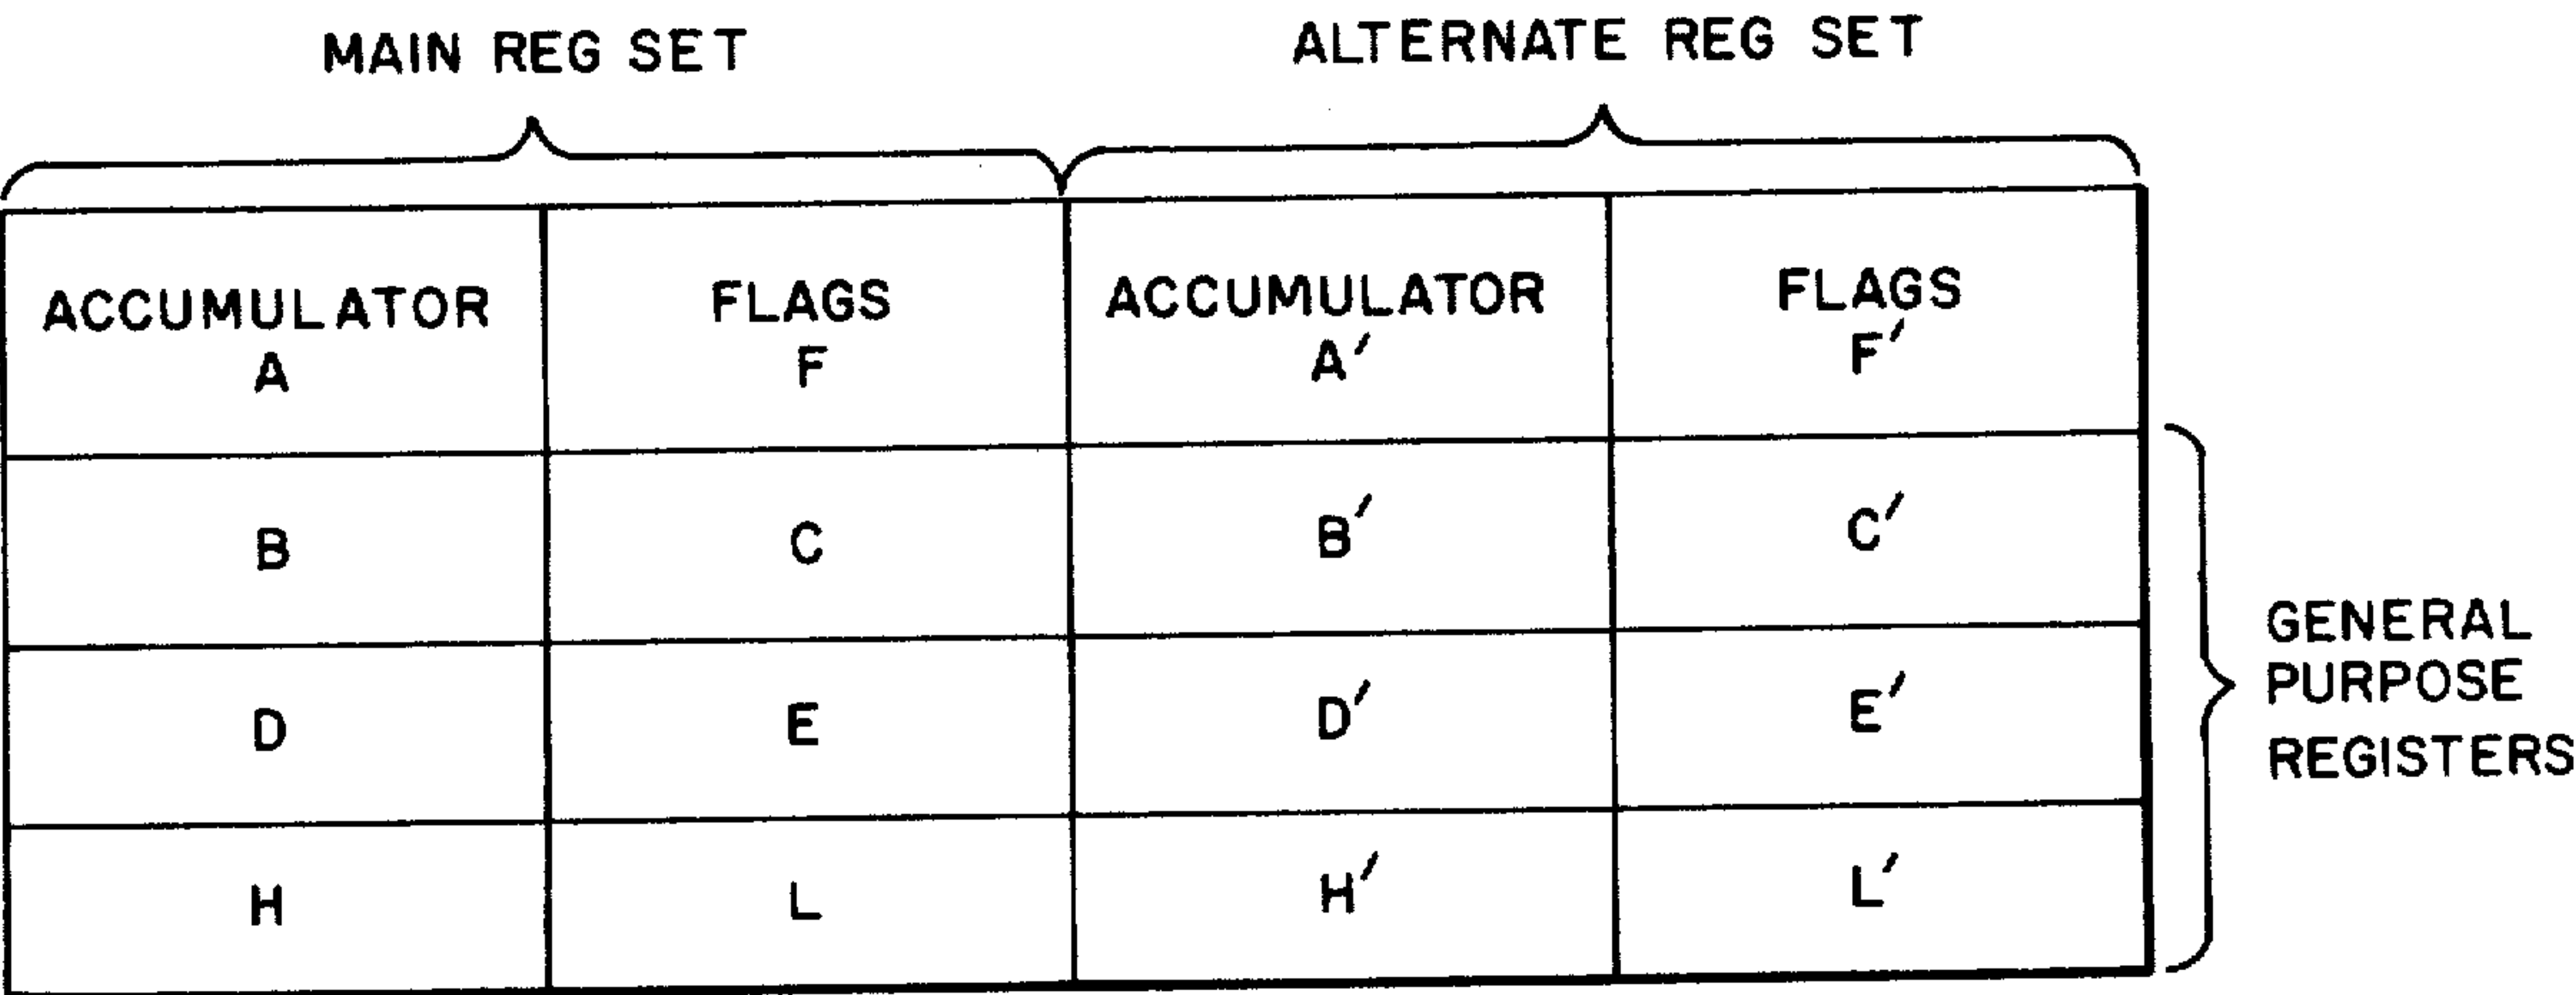 MAIN REG SET
ALTERNATE REG SET
ACCUMULATOR
A
FLAGS
F
ACCUMULATOR
A′
FLAGS
F′
B
C
B′
C′
D
E
D′
E′
H
L
H′
L′
GENERAL
PURPOSE
REGISTERS